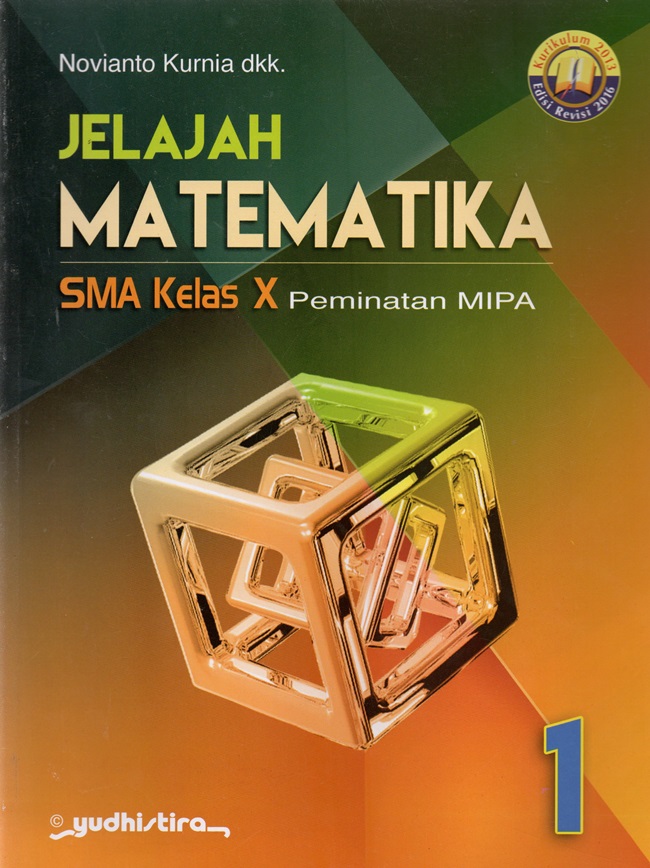 Novianto Kurnia dkk.
Kurikulum 2013
Edisi Revisi 2016
JELAJAH
MATEMATIKA
SMA Kelas X Peminatan MIPA
1
© yudhistira